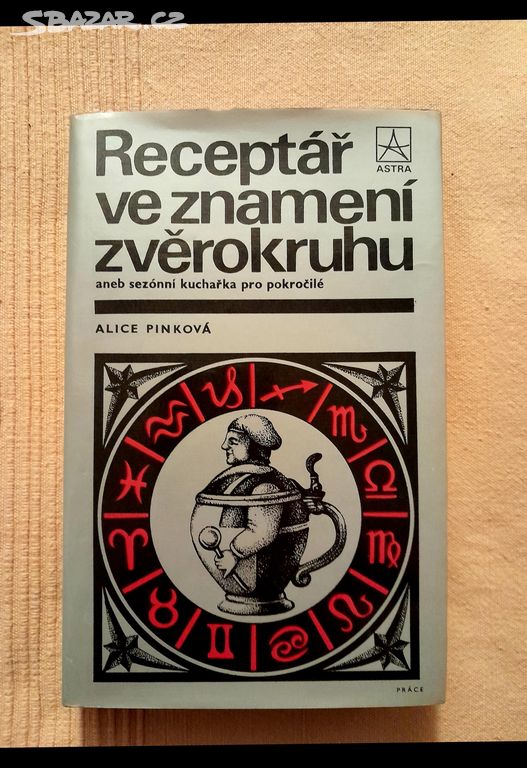 SBAZAR.CZ
Receptář
ve znamení
zvěrokruhu
ASTRA
aneb sezónní kuchařka pro pokročilé
ALICE PINKOVÁ
PRÁCE